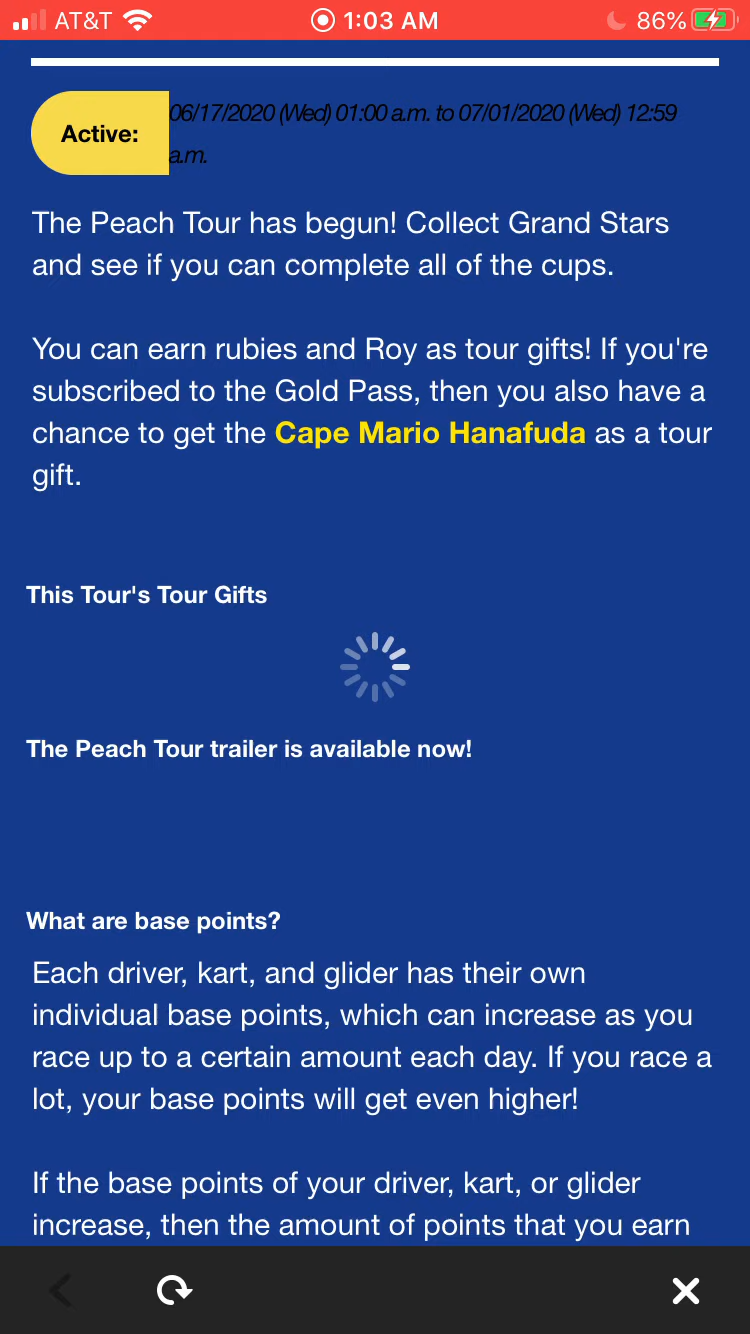 AT&T 1:03 AM 86%
Active: 06/17/2020 (Wed) 01:00 a.m. to 07/01/2020 (Wed) 12:59
a.m.
The Peach Tour has begun! Collect Grand Stars
and see if you can complete all of the cups.
You can earn rubies and Roy as tour gifts! If you're
subscribed to the Gold Pass, then you also have a
chance to get the Cape Mario Hanafuda as a tour
gift.
This Tour's Tour Gifts
The Peach Tour trailer is available now!
What are base points?
Each driver, kart, and glider has their own
individual base points, which can increase as you
race up to a certain amount each day. If you race a
lot, your base points will get even higher!
If the base points of your driver, kart, or glider
increase, then the amount of points that you earn